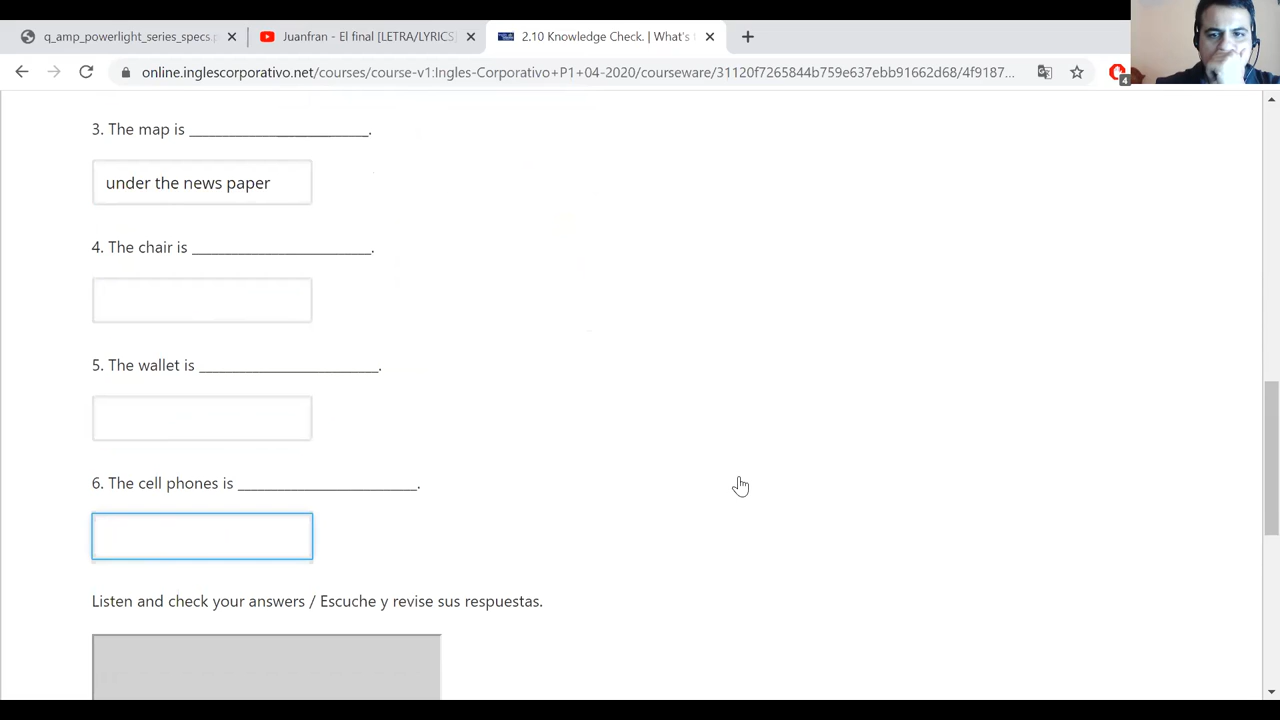 q_amp_powerlight_series_specs.p
Juanfran - El final [LETRA/LYRICS]
2.10 Knowledge Check. | What's t
online.inglescorporativo.net/courses/course-v1:Ingles-Corporativo+P1+04-2020/courseware/31120f7265844b759e637ebb91662d68/4f9187...
4
3. The map is ______________________.
under the news paper
4. The chair is ______________________.
5. The wallet is ______________________.
6. The cell phones is ______________________.
Listen and check your answers / Escuche y revise sus respuestas.